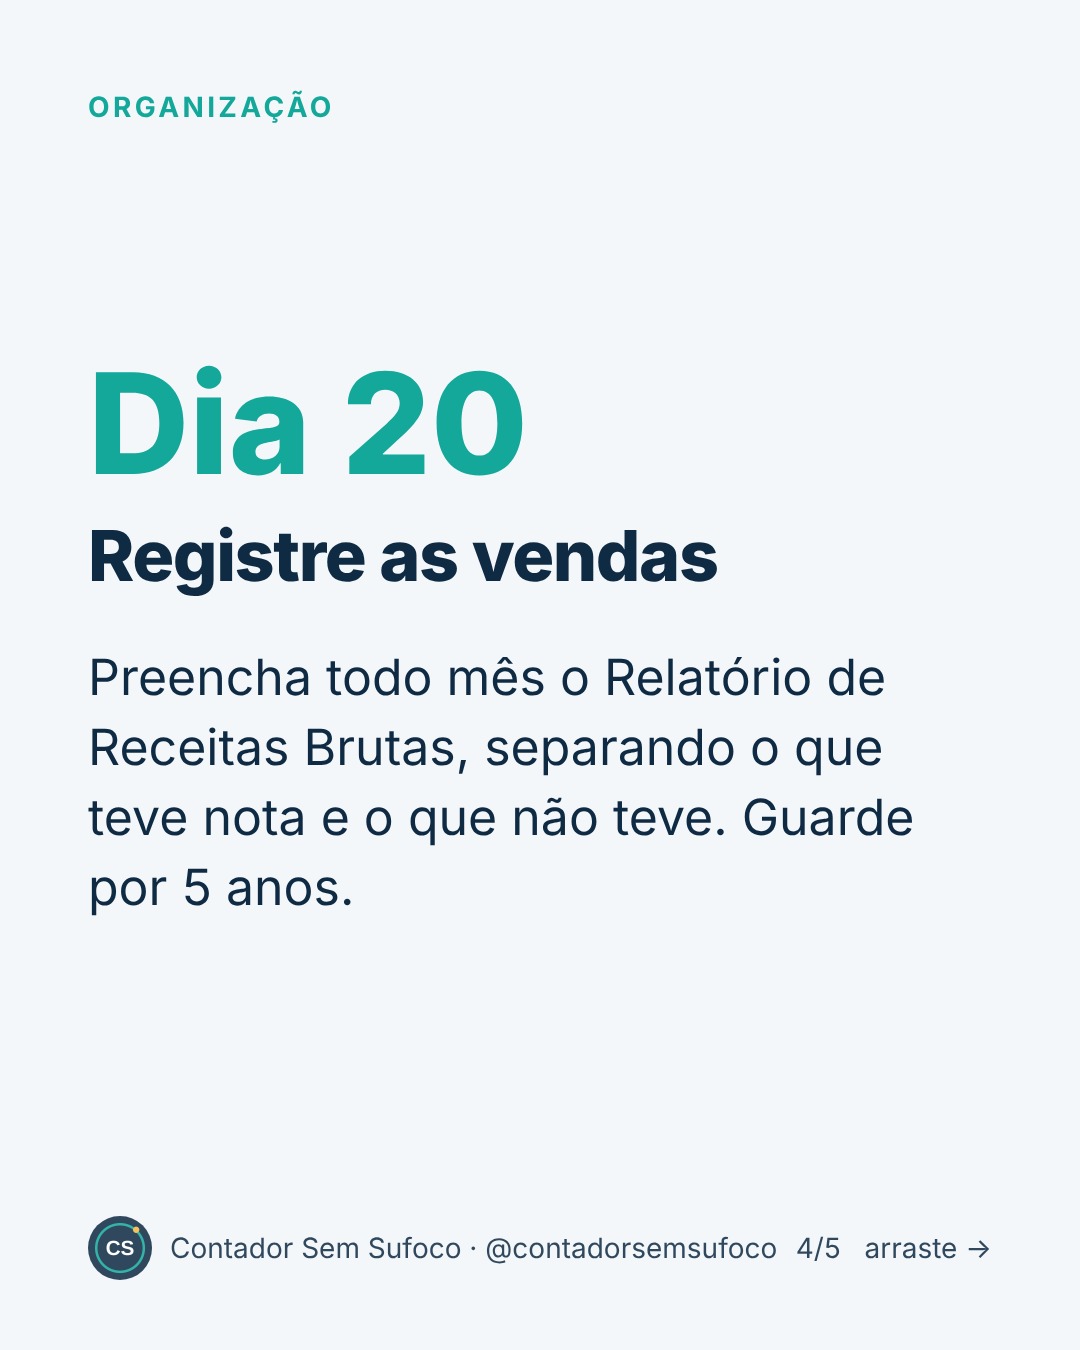 ORGANIZAÇÃO
Dia 20
Registre as vendas
Preencha todo mês o Relatório de
Receitas Brutas, separando o que
teve nota e o que não teve. Guarde
por 5 anos.
CS Contador Sem Sufoco · @contadorsemsufoco 4/5 arraste →